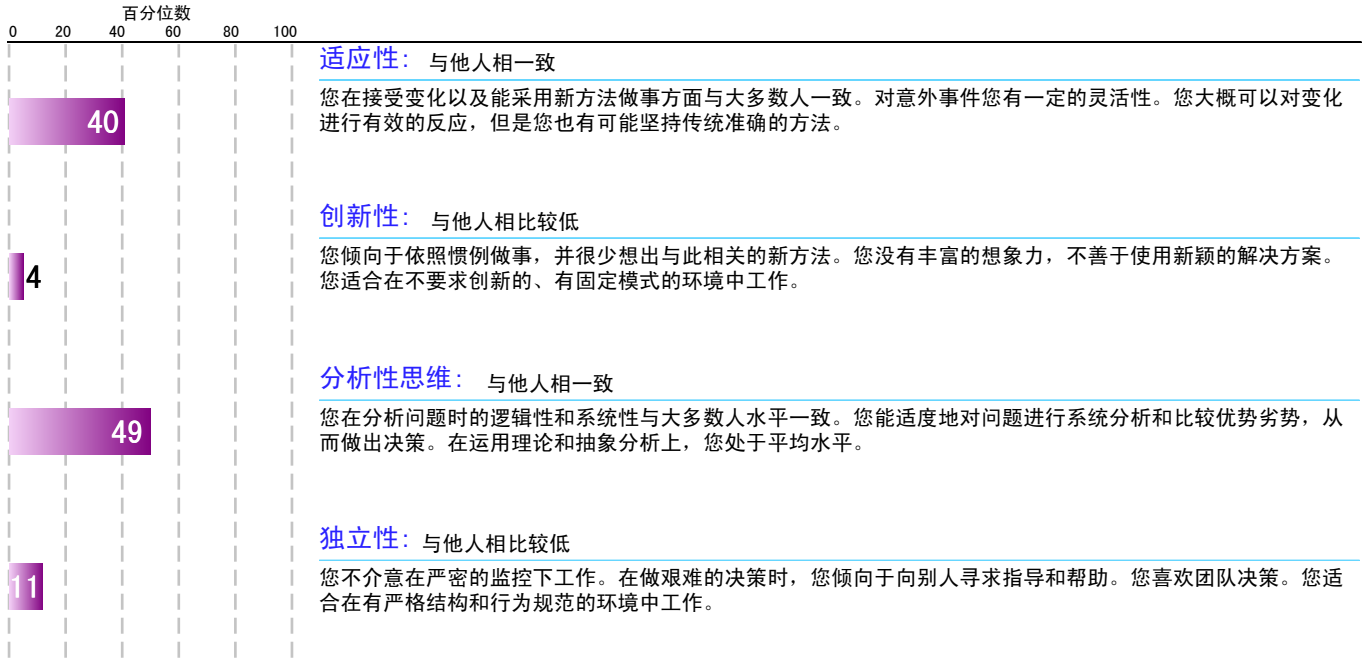 百分位数
0 20 40 60 80 100
适应性： 与他人相一致
您在接受变化以及能采用新方法做事方面与大多数人一致。对意外事件您有一定的灵活性。您大概可以对变化
进行有效的反应，但是您也有可能坚持传统准确的方法。
40
创新性： 与他人相比较低
您倾向于依照惯例做事，并很少想出与此相关的新方法。您没有丰富的想象力，不善于使用新颖的解决方案。
您适合在不要求创新的、有固定模式的环境中工作。
4
分析性思维： 与他人相一致
您在分析问题时的逻辑性和系统性与大多数人水平一致。您能适度地对问题进行系统分析和比较优势劣势，从
而做出决策。在运用理论和抽象分析上，您处于平均水平。
49
独立性： 与他人相比较低
您不介意在严密的监控下工作。在做艰难的决策时，您倾向于向别人寻求指导和帮助。您喜欢团队决策。您适
合在有严格结构和行为规范的环境中工作。
11